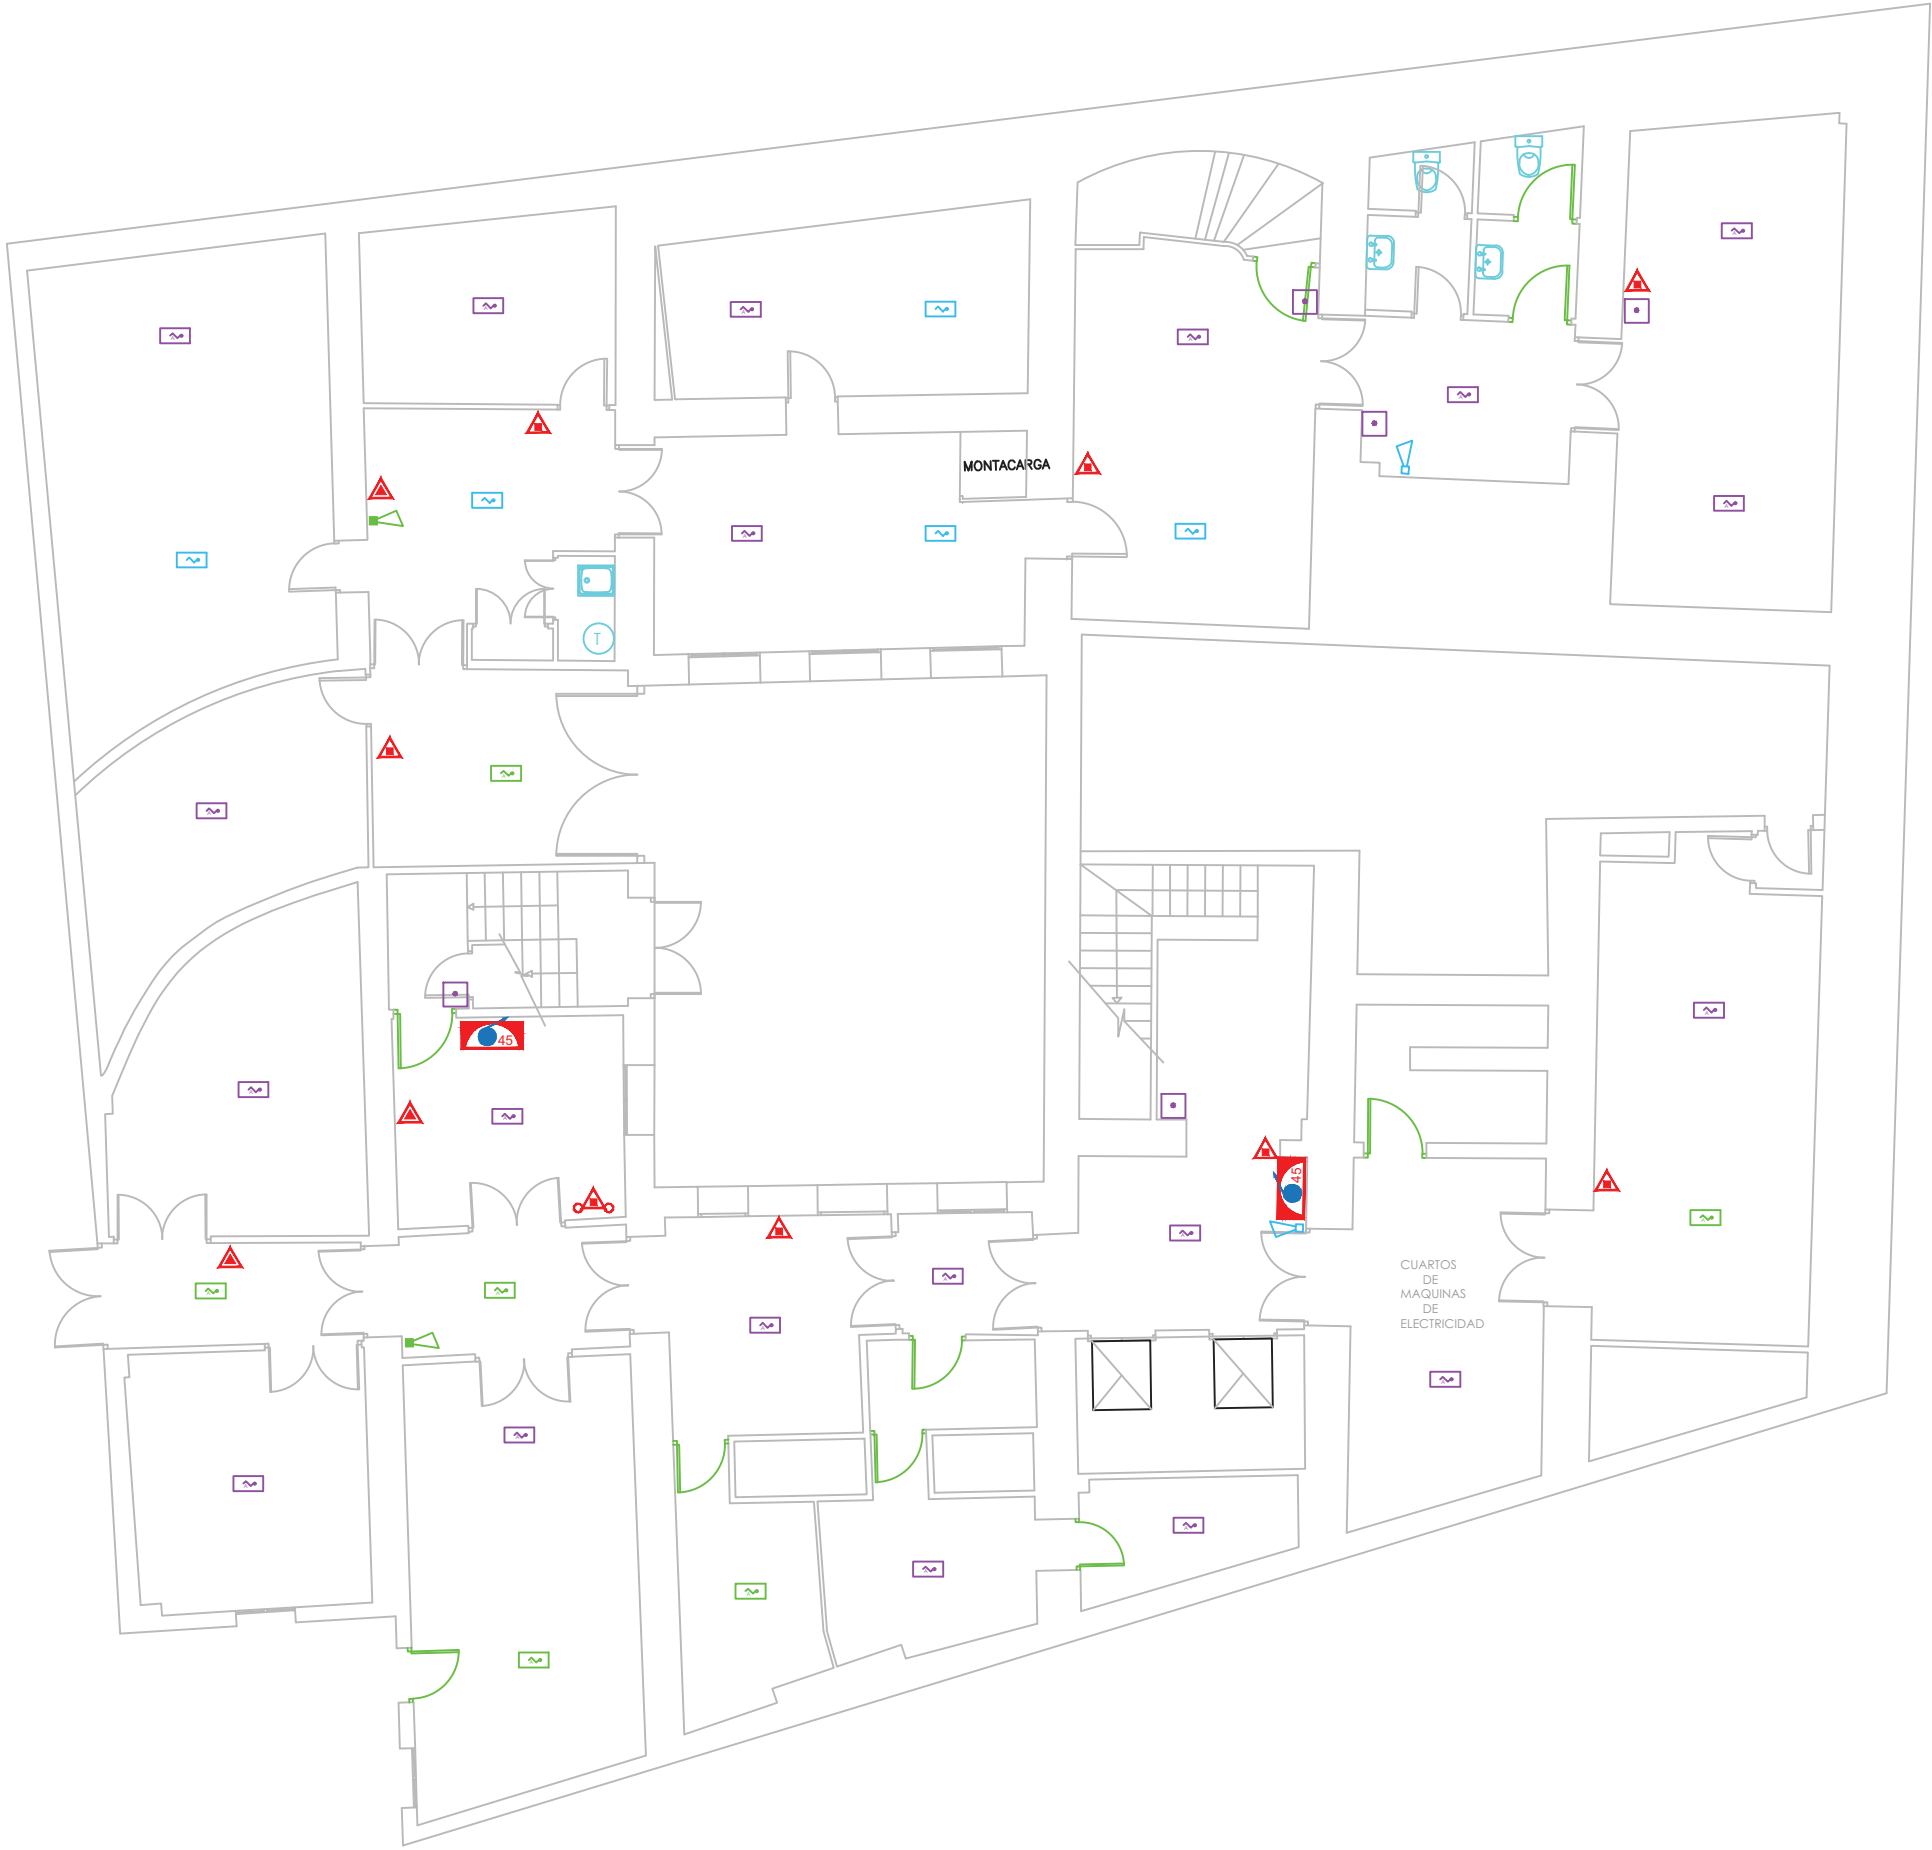 MONTACARGA
T
45
45
CUARTOS
DE
MAQUINAS
DE
ELECTRICIDAD